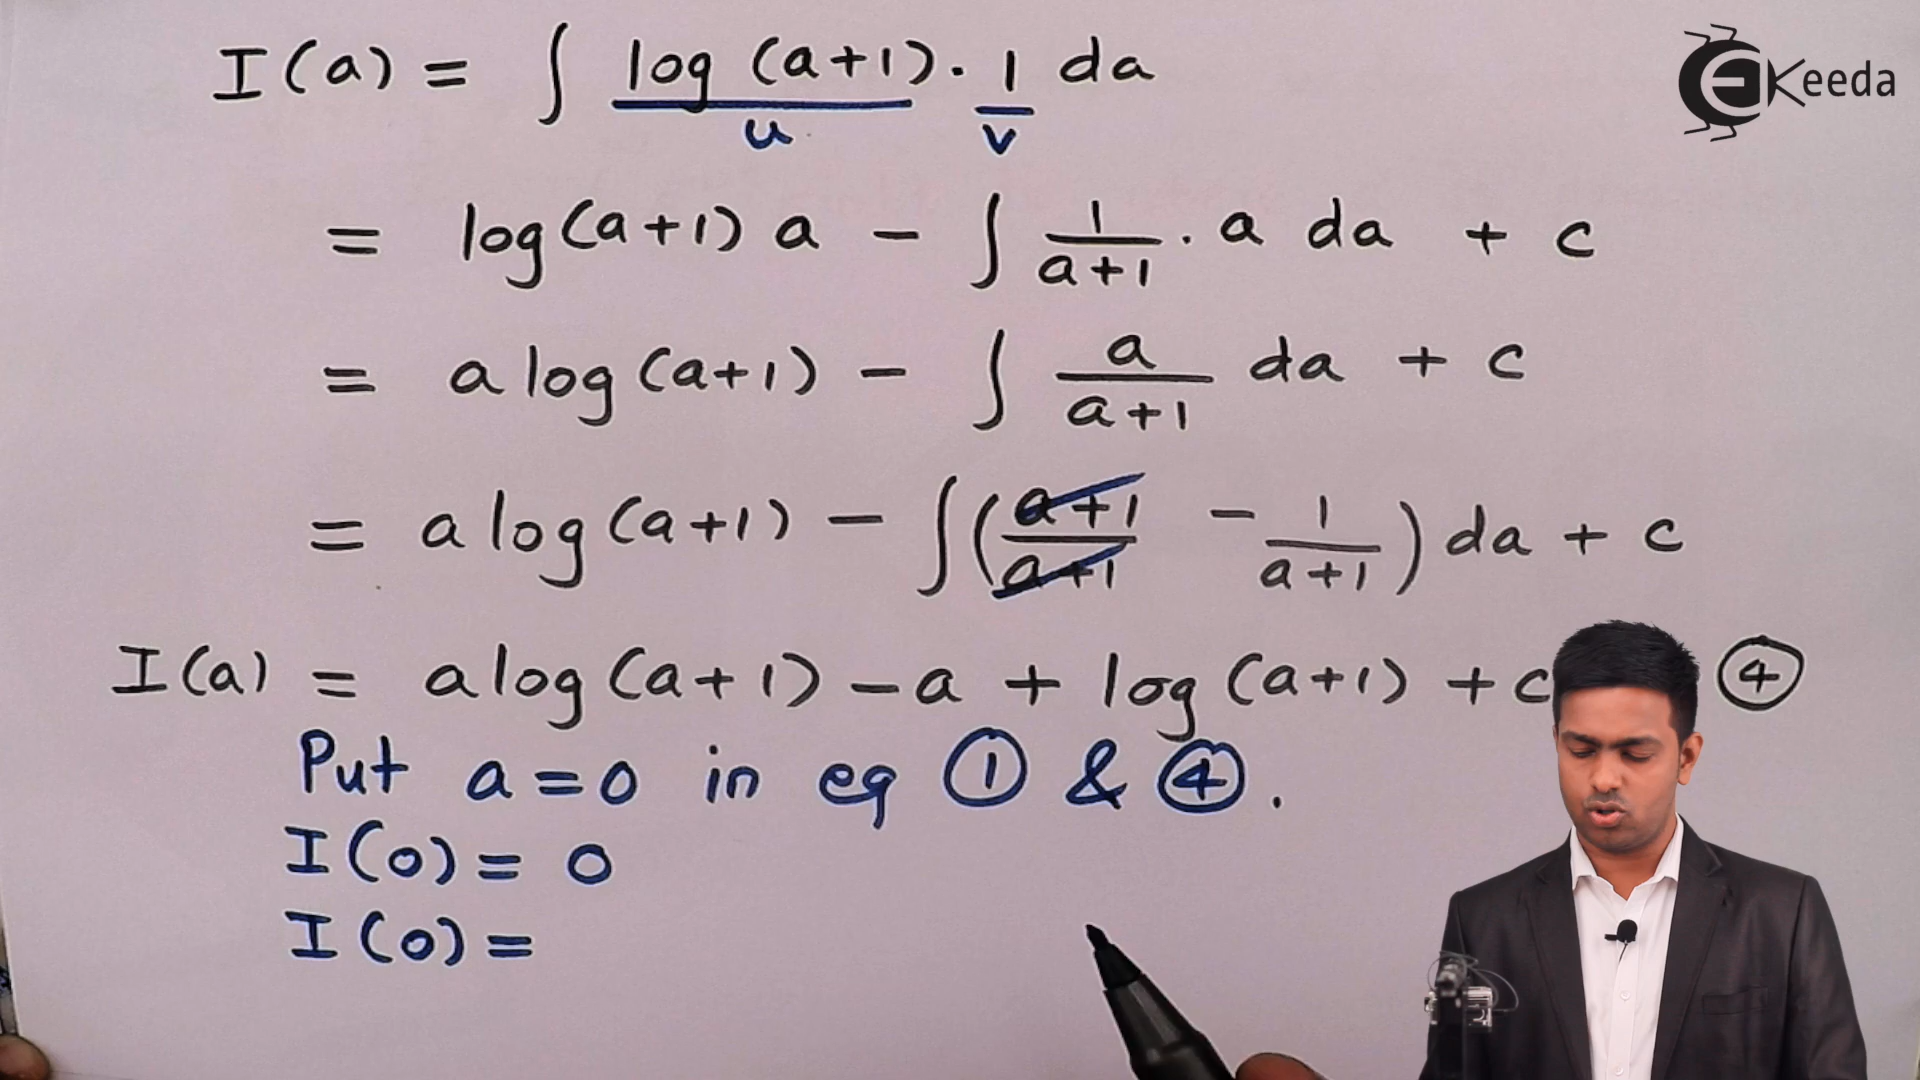 EKeeda
I(a) = ∫ log (a+1) . 1 da
u v
= log(a+1) a - ∫ 1/(a+1) . a da + c
= a log(a+1) - ∫ a/(a+1) da + c
= a log(a+1) - ∫((a+1)/(a+1) - 1/(a+1)) da + c
I(a) = a log(a+1) - a + log(a+1) + c ④
Put a = 0 in eq ① & ④.
I(0) = 0
I(0) =